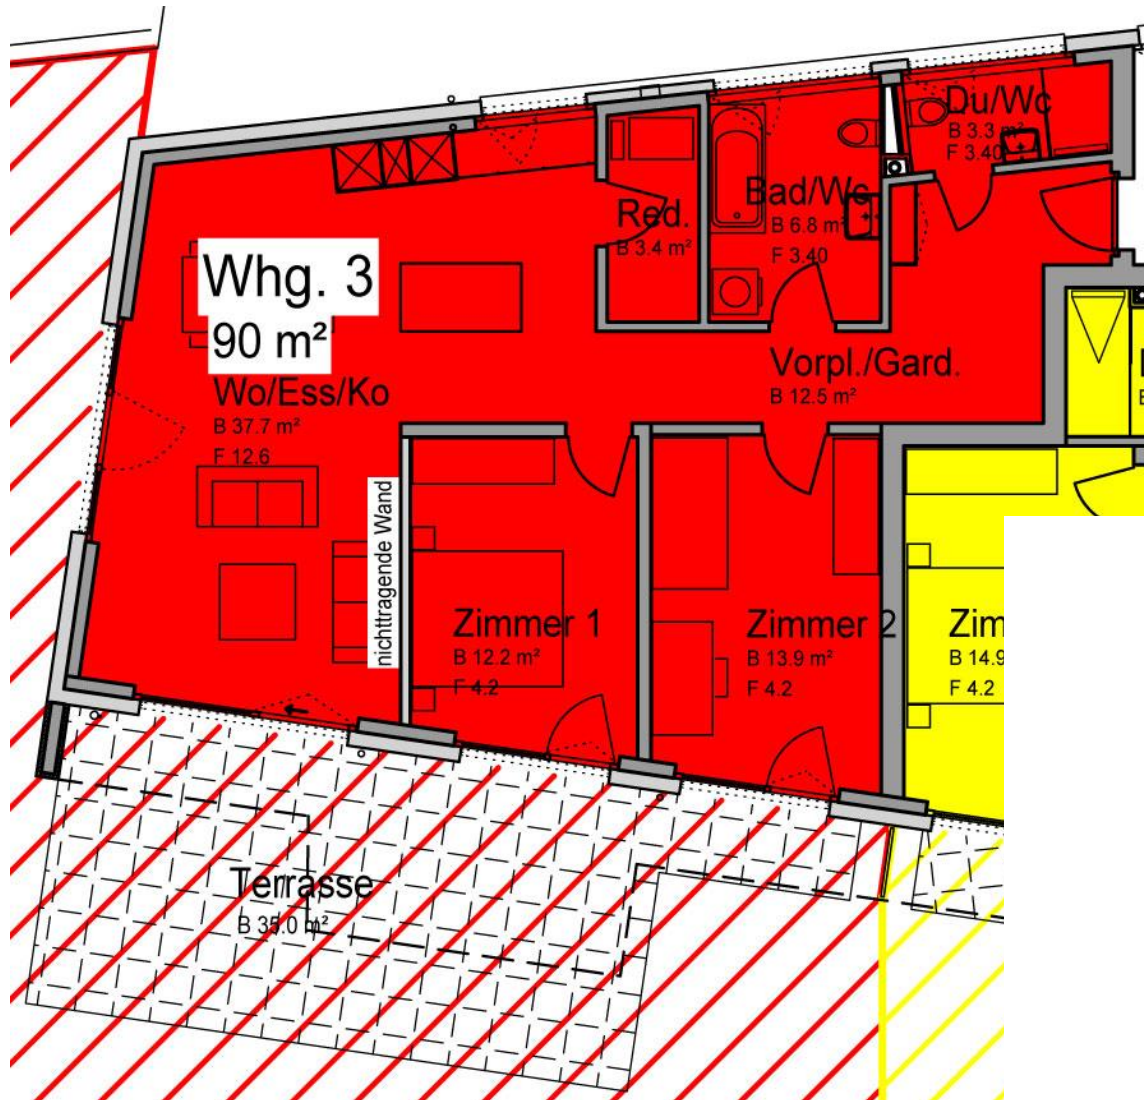 Du/Wc
B 3.3 m²
F 3.40
Bad/Wc
B 6.8 m²
F 3.40
Red.
B 3.4 m²
Whg. 3
90 m²
Wo/Ess/Ko
B 37.7 m²
F 12.6
Vorpl./Gard.
B 12.5 m²
nichttragende Wand
Zimmer 1
B 12.2 m²
F 4.2
Zimmer 2
B 13.9 m²
F 4.2
Zim
B 14.9
F 4.2
Terrasse
B 35.0 m²